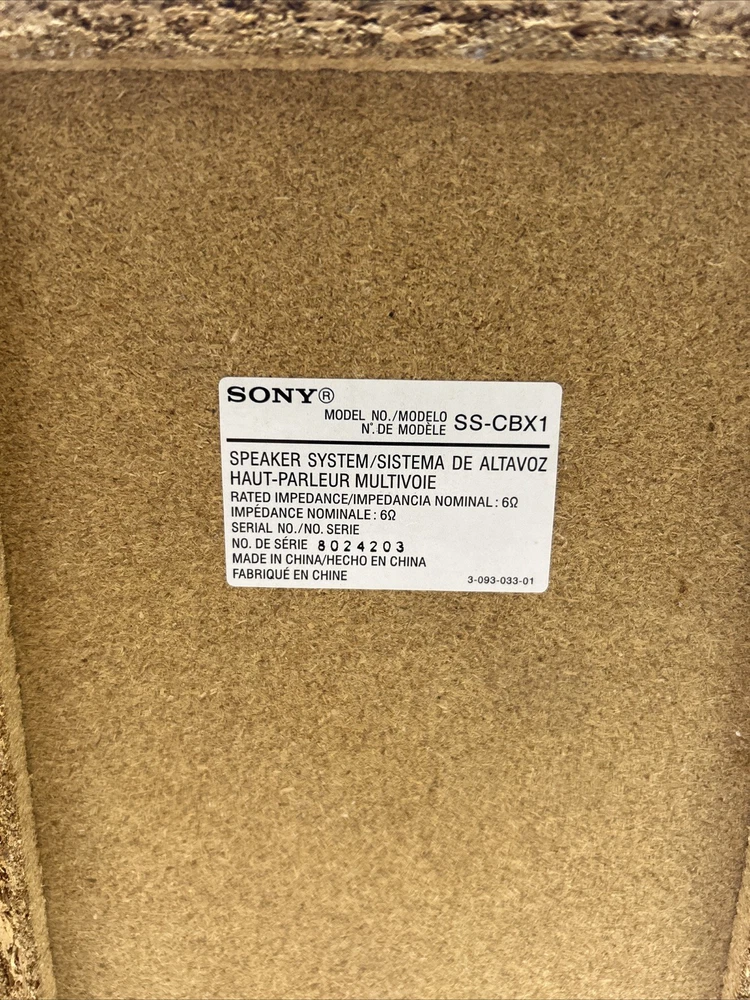 SONY®
MODEL NO./MODELO
N°. DE MODÈLE SS-CBX1
SPEAKER SYSTEM/SISTEMA DE ALTAVOZ
HAUT-PARLEUR MULTIVOIE
RATED IMPEDANCE/IMPEDANCIA NOMINAL : 6Ω
IMPÉDANCE NOMINALE : 6Ω
SERIAL NO./NO. SERIE
NO. DE SÉRIE 8024203
MADE IN CHINA/HECHO EN CHINA
FABRIQUÉ EN CHINE 3-093-033-01